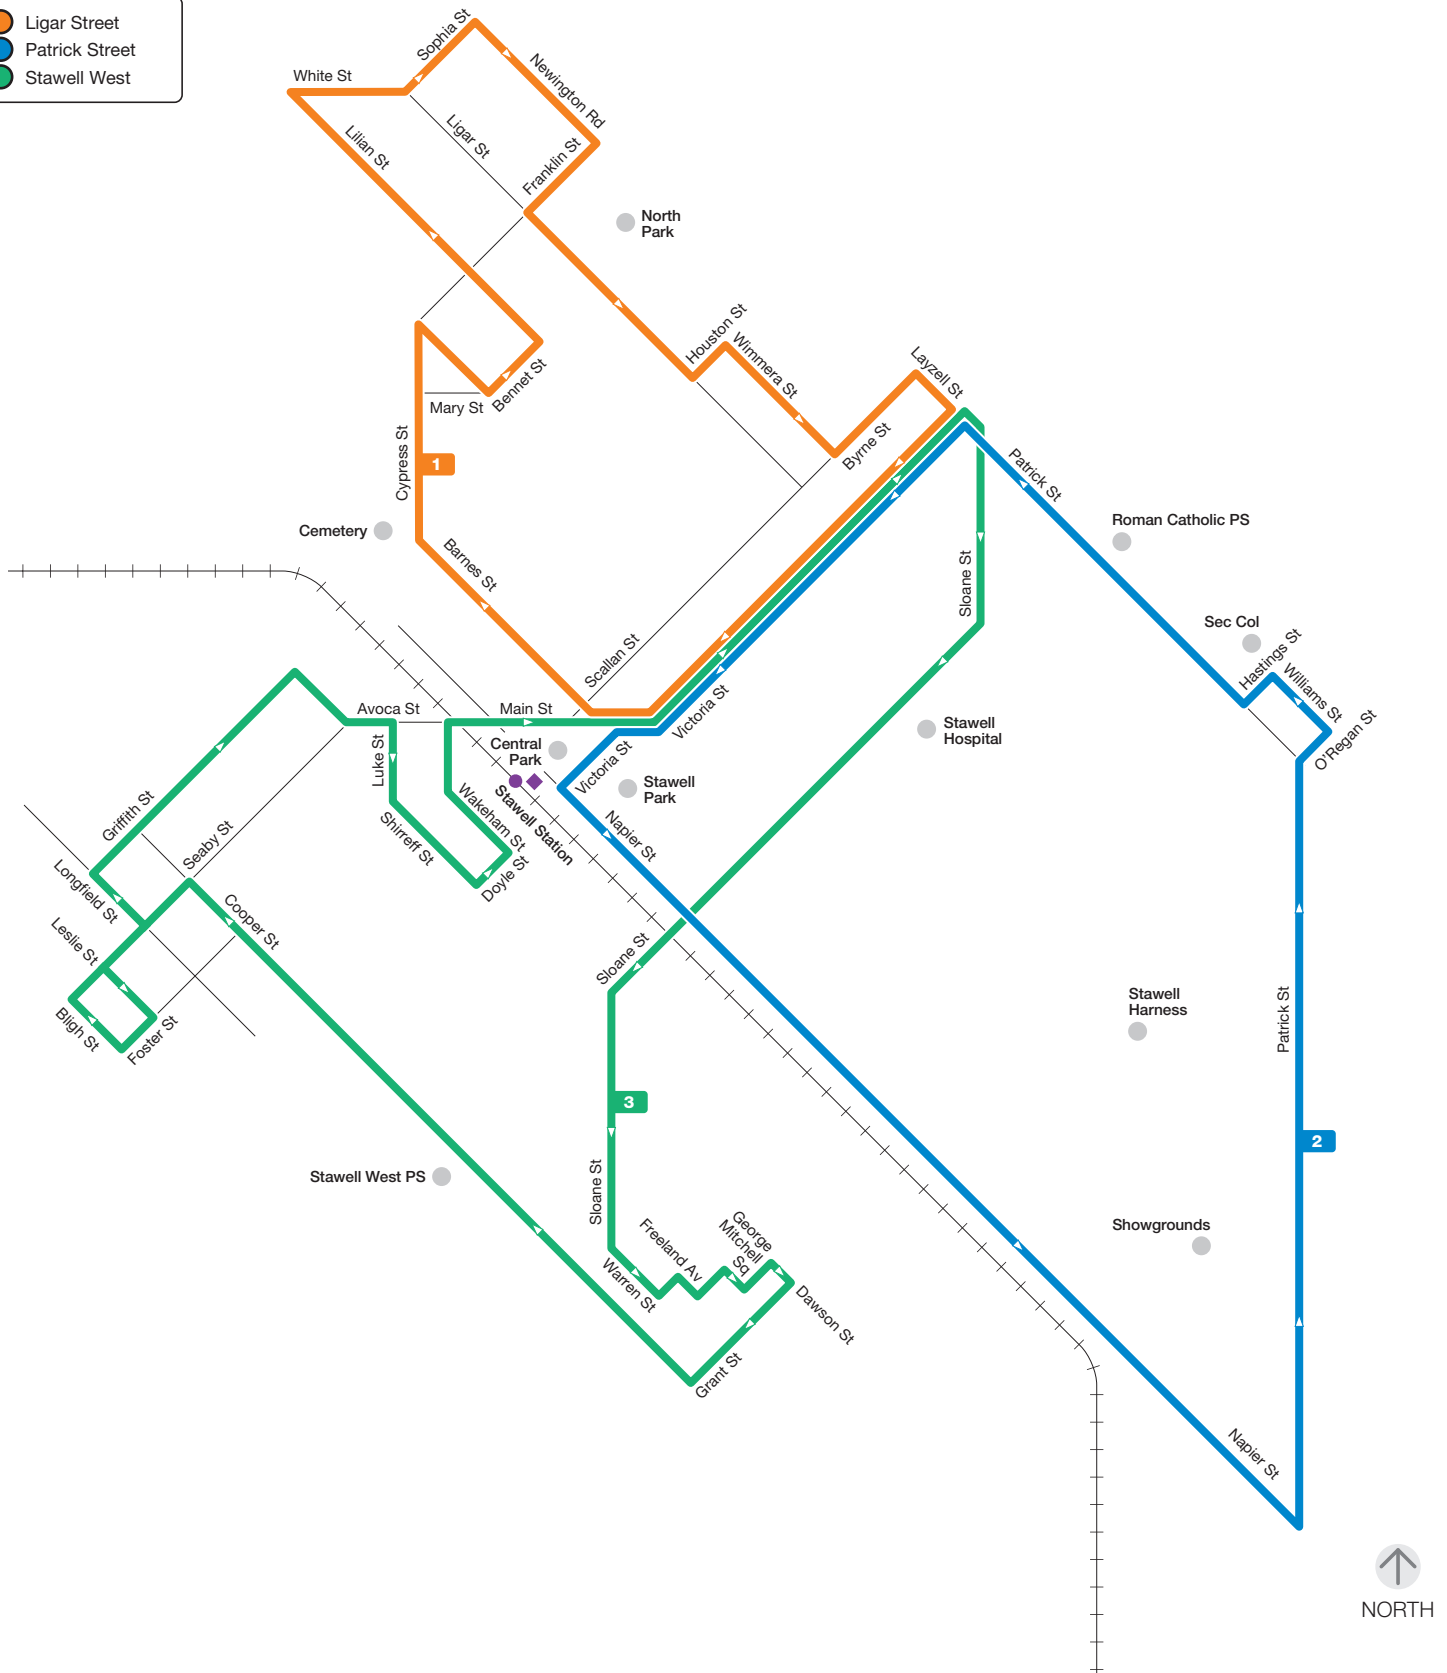 Ligar Street
Patrick Street
Stawell West
Sophia St
White St
Newington Rd
Ligar St
Lilian St
Franklin St
North
Park
Houston St
Wimmera St
Layzell St
Bennet St
Mary St
Byrne St
Cypress St
1
Patrick St
Roman Catholic PS
Cemetery
Barnes St
Sloane St
Sec Col
Hastings St
Scallan St
Williams St
Avoca St
Main St
Victoria St
O'Regan St
Luke St
Central
Park
Victoria St
Stawell
Hospital
Stawell
Park
Griffith St
Wakeham St
Stawell Station
Shirreff St
Napier St
Seaby St
Doyle St
Longfield St
Cooper St
Leslie St
Sloane St
Bligh St
Foster St
Stawell
Harness
Patrick St
3
2
Stawell West PS
Sloane St
Freeland Av
George
Mitchell
Sq
Showgrounds
Warren St
Dawson St
Grant St
Napier St
NORTH